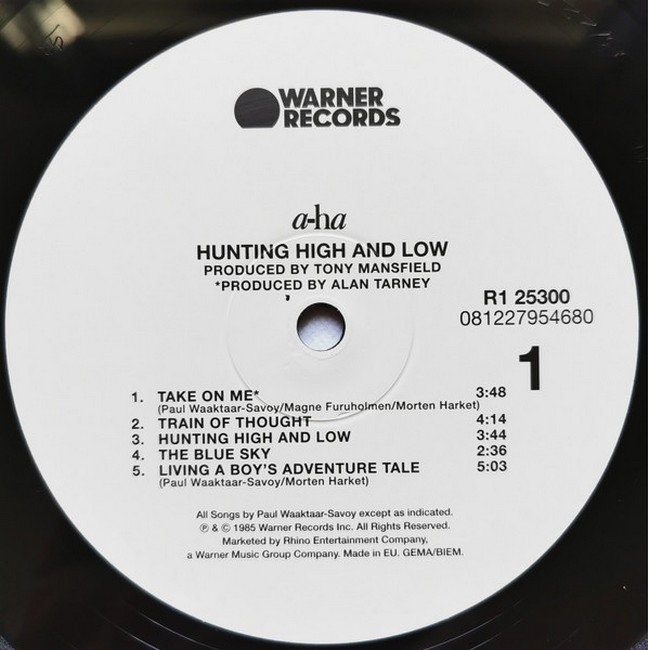 WARNER
RECORDS
a-ha
HUNTING HIGH AND LOW
PRODUCED BY TONY MANSFIELD
*PRODUCED BY ALAN TARNEY
R1 25300
081227954680
1
1. TAKE ON ME* 3:48
(Paul Waaktaar-Savoy/Magne Furuholmen/Morten Harket)
2. TRAIN OF THOUGHT 4:14
3. HUNTING HIGH AND LOW 3:44
4. THE BLUE SKY 2:36
5. LIVING A BOY'S ADVENTURE TALE 5:03
(Paul Waaktaar-Savoy/Morten Harket)
All Songs by Paul Waaktaar-Savoy except as indicated.
℗ & © 1985 Warner Records Inc. All Rights Reserved.
Marketed by Rhino Entertainment Company,
a Warner Music Group Company. Made in EU. GEMA/BIEM.